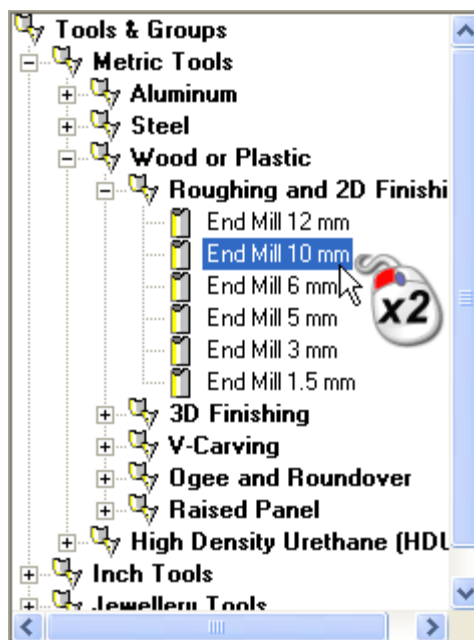 Tools & Groups
Metric Tools
Aluminum
Steel
Wood or Plastic
Roughing and 2D Finishi
End Mill 12 mm
End Mill 10 mm
End Mill 6 mm
x2
End Mill 5 mm
End Mill 3 mm
End Mill 1.5 mm
3D Finishing
V-Carving
Ogee and Roundover
Raised Panel
High Density Urethane (HDU
Inch Tools
Jewellery Tools